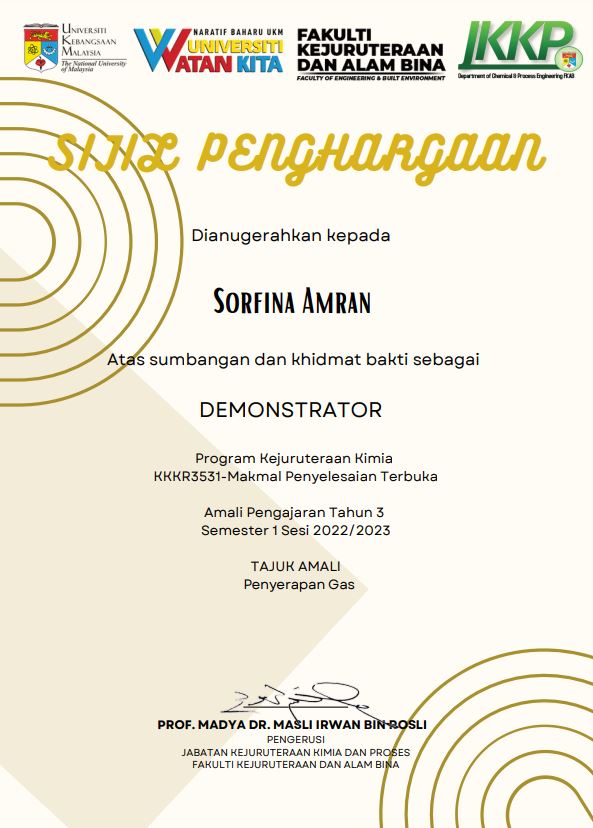 UNIVERSITI
KEBANGSAAN
MALAYSIA
The National University
of Malaysia
NARATIF BAHARU UKM
UNIVERSITI
WATAN KITA
FAKULTI
KEJURUTERAAN
DAN ALAM BINA
FACULTY OF ENGINEERING & BUILT ENVIRONMENT
JKKP
Department of Chemical & Process Engineering FKAB
SIJIL PENGHARGAAN
Dianugerahkan kepada
SORFINA AMRAN
Atas sumbangan dan khidmat bakti sebagai
DEMONSTRATOR
Program Kejuruteraan Kimia
KKKR3531-Makmal Penyelesaian Terbuka
Amali Pengajaran Tahun 3
Semester 1 Sesi 2022/2023
TAJUK AMALI
Penyerapan Gas
PROF. MADYA DR. MASLI IRWAN BIN ROSLI
PENGERUSI
JABATAN KEJURUTERAAN KIMIA DAN PROSES
FAKULTI KEJURUTERAAN DAN ALAM BINA